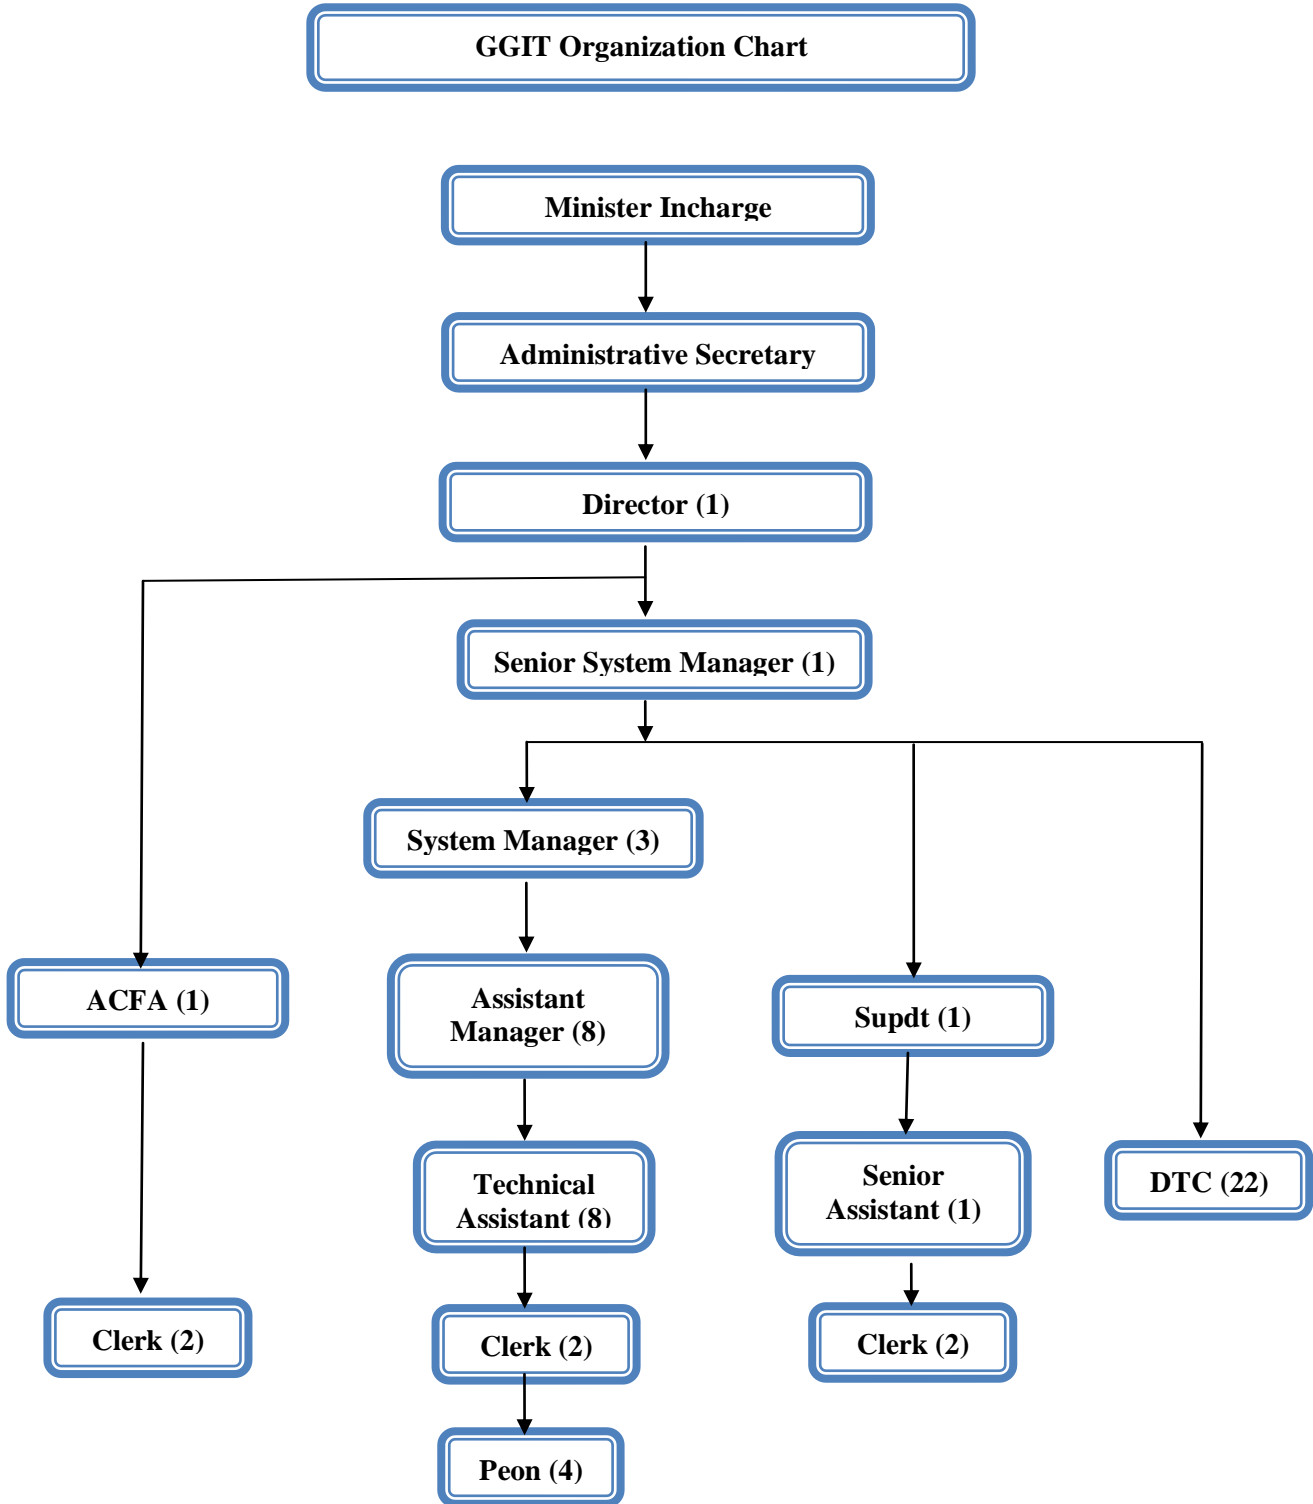 GGIT Organization Chart
Minister Incharge
Administrative Secretary
Director (1)
Senior System Manager (1)
System Manager (3)
ACFA (1)
Assistant
Manager (8)
Supdt (1)
Technical
Assistant (8)
Senior
Assistant (1)
DTC (22)
Clerk (2)
Clerk (2)
Clerk (2)
Peon (4)